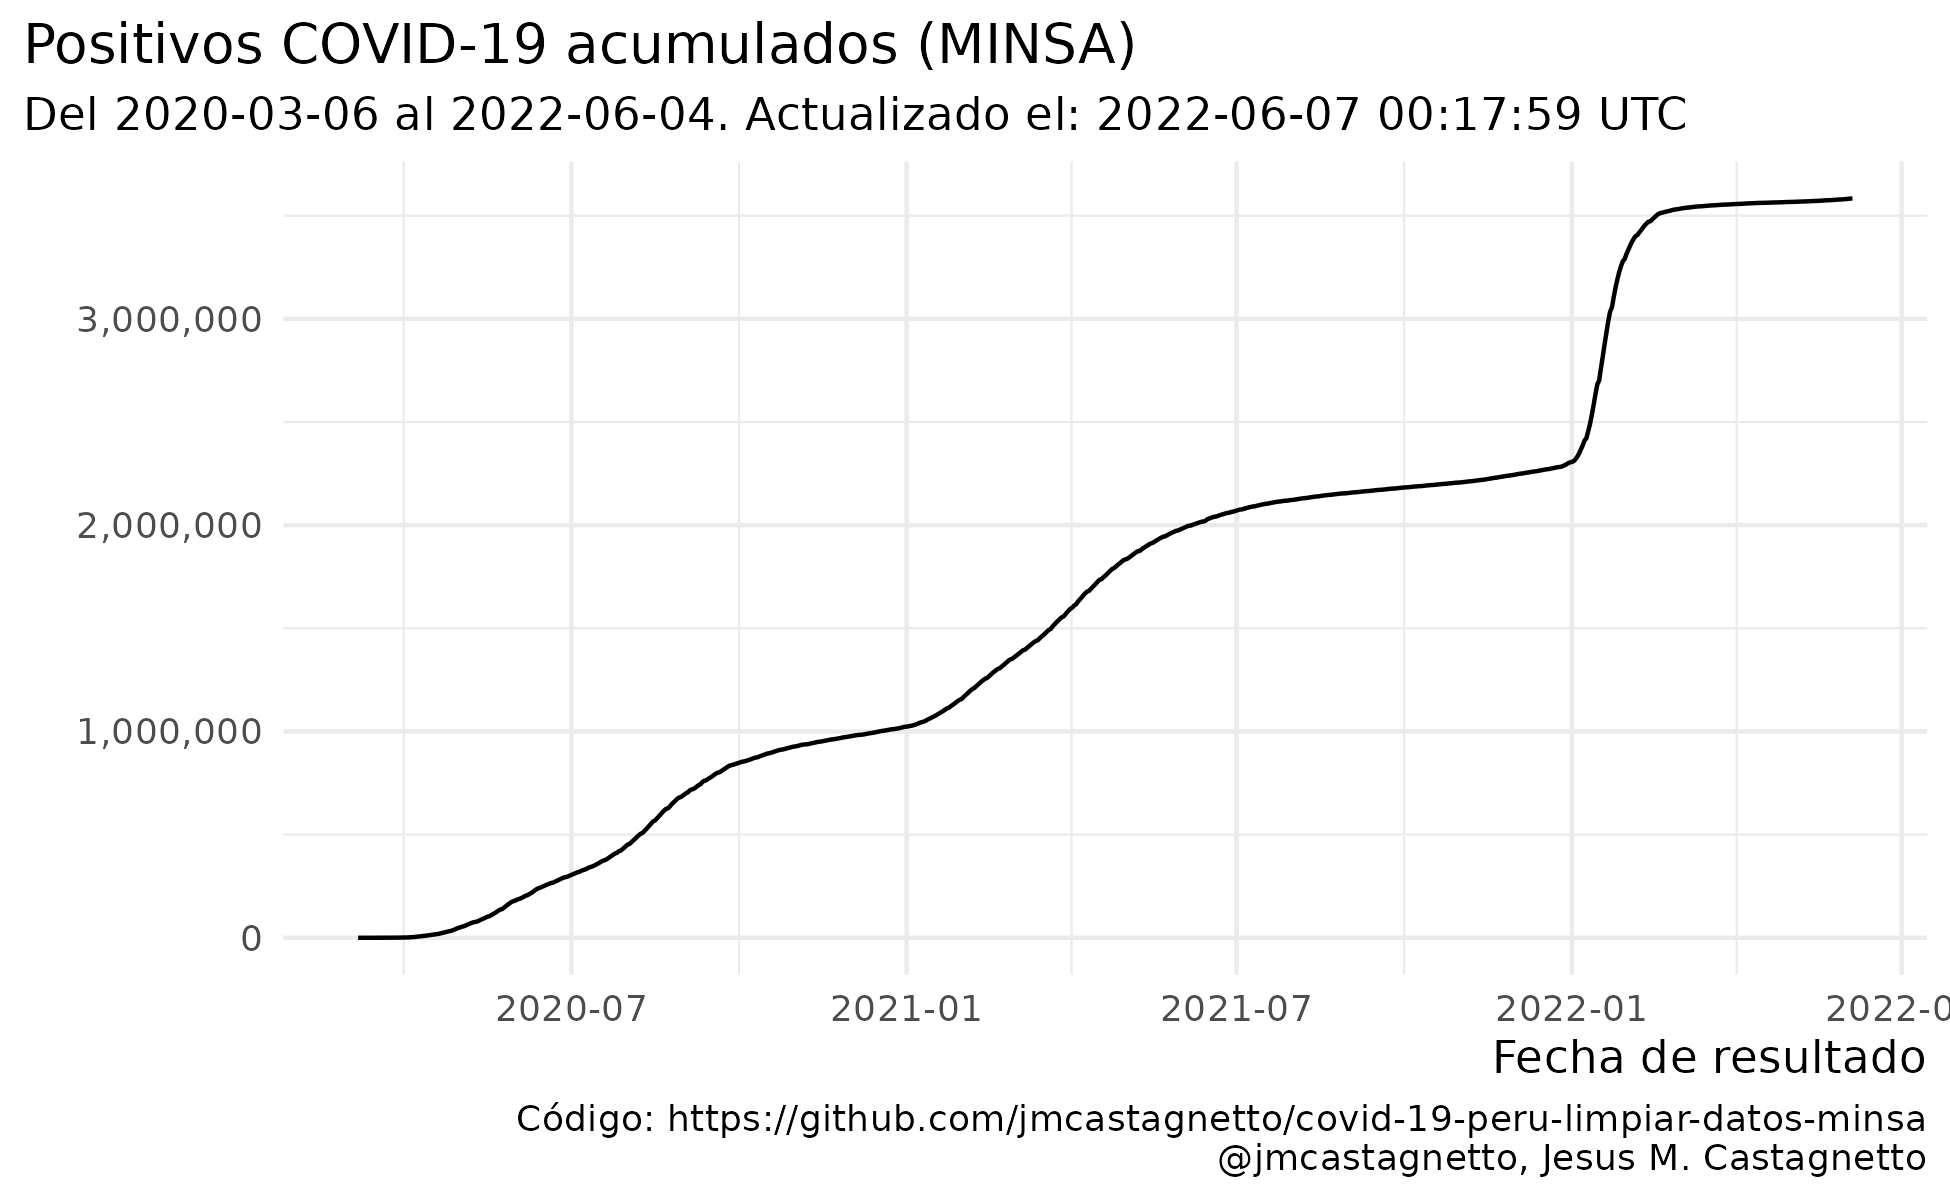 Positivos COVID-19 acumulados (MINSA)
Del 2020-03-06 al 2022-06-04. Actualizado el: 2022-06-07 00:17:59 UTC
3,000,000
2,000,000
1,000,000
0
2020-07 2021-01 2021-07 2022-01 2022-0
Fecha de resultado
Código: https://github.com/jmcastagnetto/covid-19-peru-limpiar-datos-minsa
@jmcastagnetto, Jesus M. Castagnetto